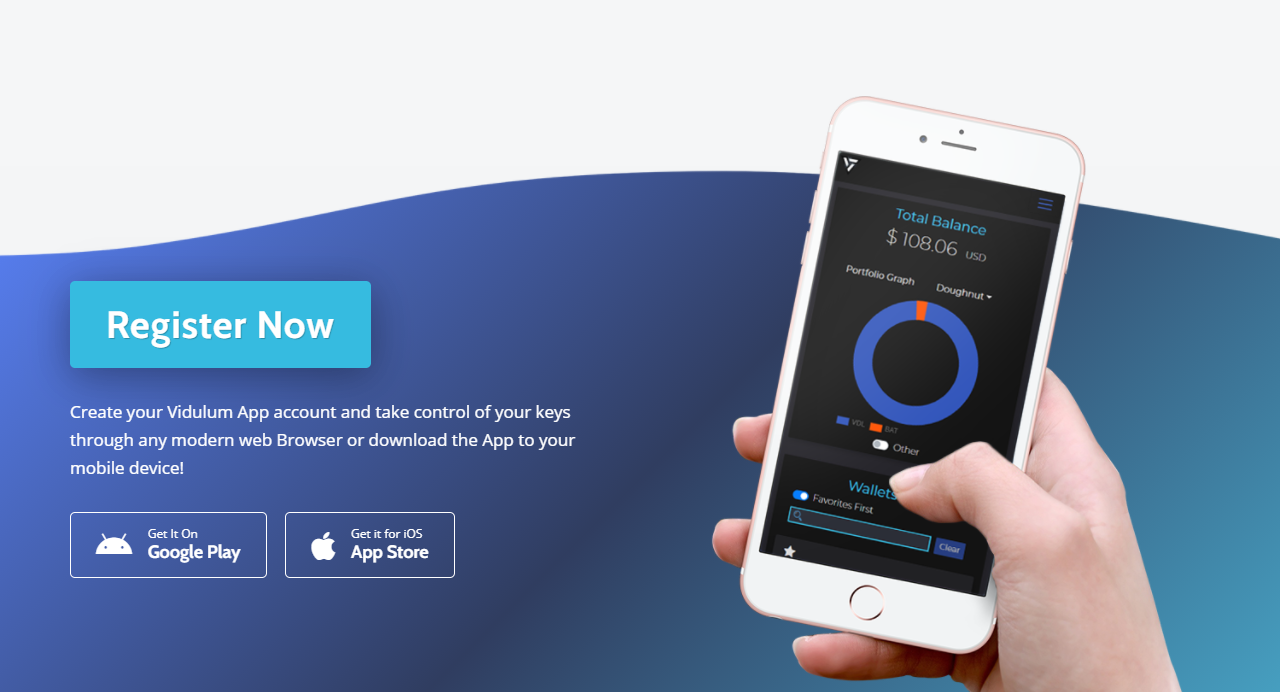 Register Now
Create your Vidulum App account and take control of your keys
through any modern web Browser or download the App to your
mobile device!
Get It On
Google Play
Get it for iOS
App Store
Total Balance
$ 108.06 USD
Portfolio Graph Doughnut
VDL BAT
Other
Wallets
Favorites First
Clear